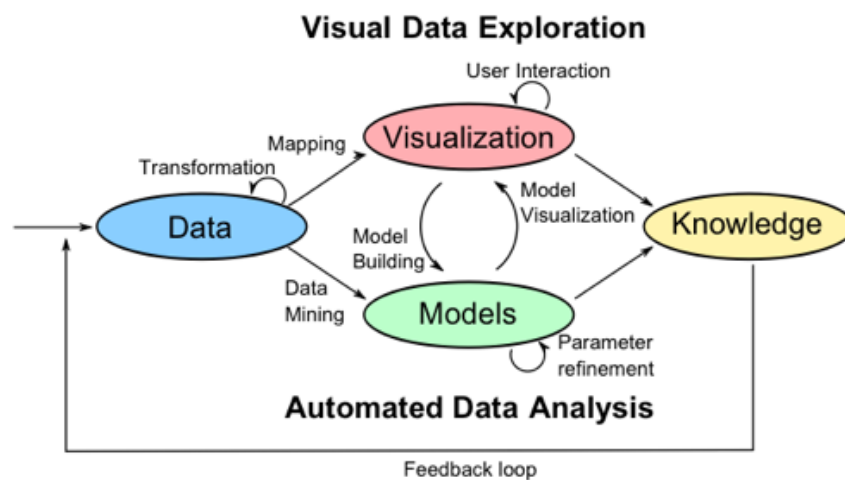 Visual Data Exploration
User Interaction
Visualization
Mapping
Transformation
Model
Visualization
Data
Knowledge
Model
Building
Data
Mining
Models
Parameter
refinement
Automated Data Analysis
Feedback loop